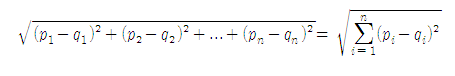 √((p₁ − q₁)² + (p₂ − q₂)² + ... + (pₙ − qₙ)²) = √(∑ᵢ₌₁ⁿ (pᵢ − qᵢ)²)